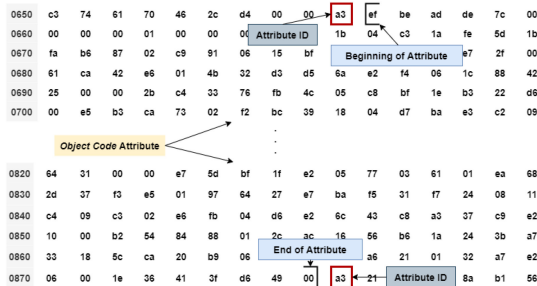 0650 c3 74 61 70 46 2c d4 00 00 a3 ef be ad de 7c 00
0660 00 00 00 01 00 00 00 Attribute ID 1b 04 c3 1a fe 5d 1b
0670 fa b6 87 02 c9 91 06 15 bf Beginning of Attribute e7 2f 00
0680 61 ca 42 e6 01 4b 32 d3 d5 6a e2 f4 06 1c 88 42
0690 25 00 00 2b c4 33 76 fb 4c 05 c8 bf 1e b3 22 d6
0700 00 e5 b3 ca 73 02 f2 bc 39 18 04 d7 ba e3 c2 09
Object Code Attribute
0820 64 31 00 00 e7 5d bf 1f e2 05 77 03 61 01 ea 68
0830 2d 37 f3 e5 01 97 64 27 e7 ba f5 31 f7 24 08 11
0840 c4 09 c3 02 e6 fb 04 d6 e2 6c 43 c8 a3 37 c9 e2
0850 10 00 b2 54 84 88 01 2c ac 16 56 b6 1a 24 3b a7
0860 33 18 5c ca 20 b9 06 End of Attribute a6 21 01 32 a7 e2
0870 06 00 1e 36 41 3f d6 49 00 a3 21 Attribute ID 8a b1 56